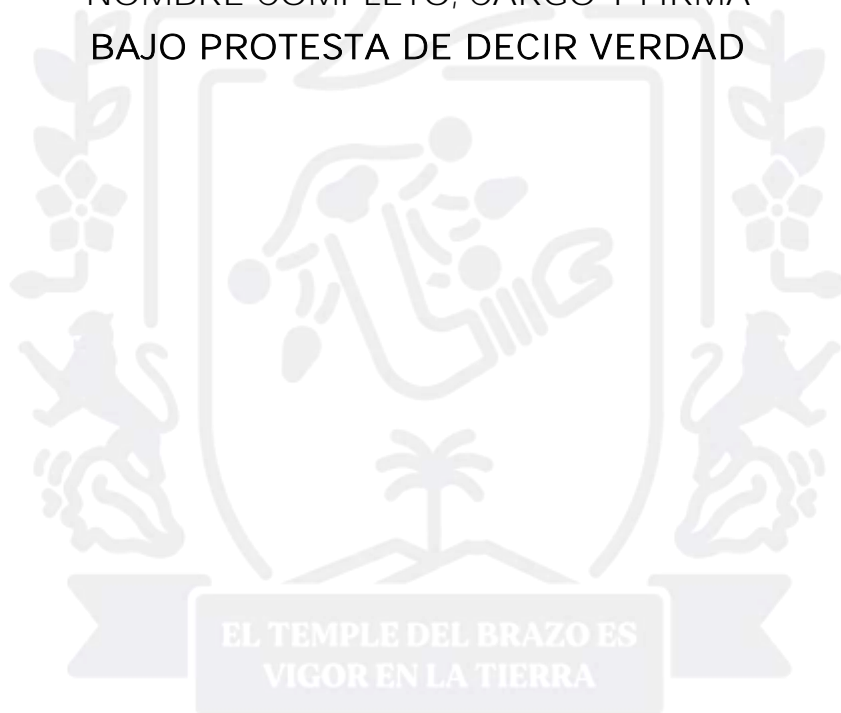 NOMBRE COMPLETO, CARGO Y FIRMA
BAJO PROTESTA DE DECIR VERDAD
EL TEMPLE DEL BRAZO ES
VIGOR EN LA TIERRA